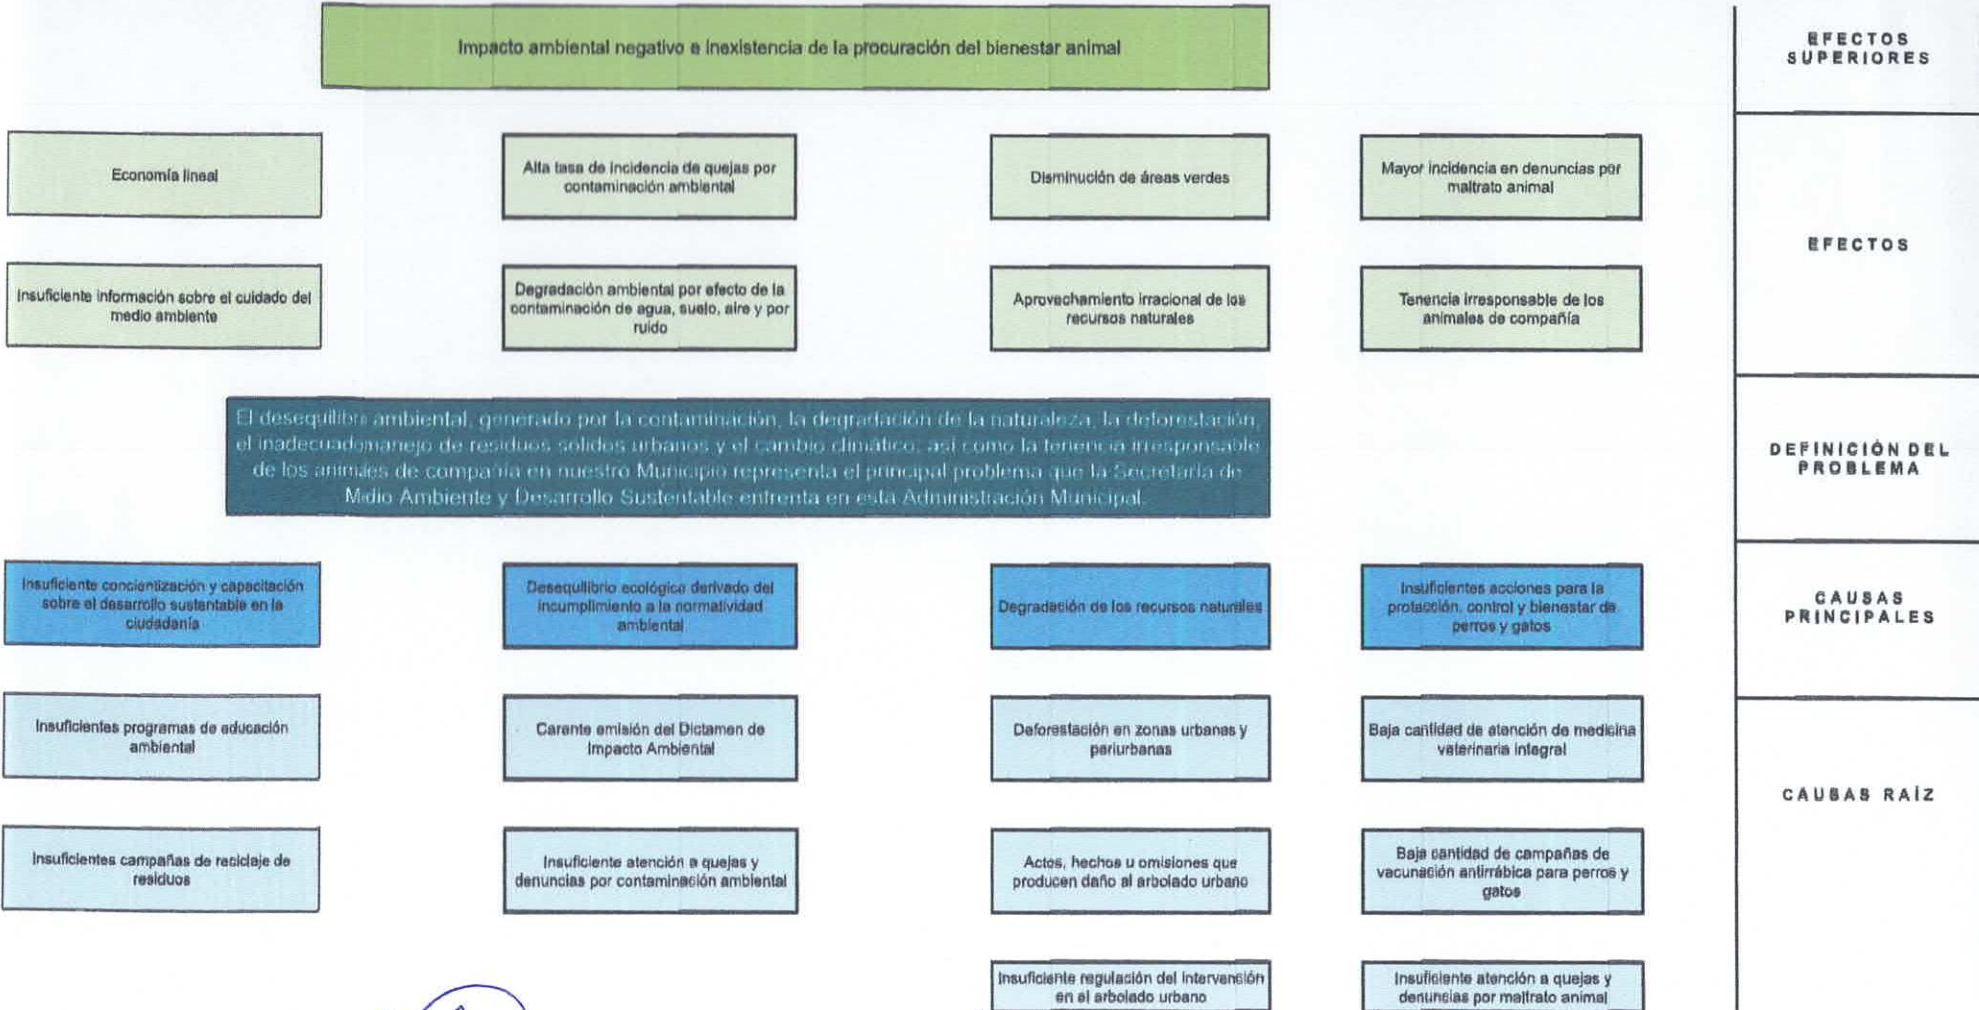 Impacto ambiental negativo e inexistencia de la procuración del bienestar animal
EFECTOS
SUPERIORES
Economía lineal
Alta tasa de incidencia de quejas por
contaminación ambiental
Disminución de áreas verdes
Mayor incidencia en denuncias por
maltrato animal
EFECTOS
Insuficiente información sobre el cuidado del
medio ambiente
Degradación ambiental por efecto de la
contaminación de agua, suelo, aire y por
ruido
Aprovechamiento irracional de los
recursos naturales
Tenencia irresponsable de los
animales de compañía
El desequilibro ambiental, generado por la contaminación, la degradación de la naturaleza, la deforestación,
el inadecuadomanejo de residuos solidos urbanos y el cambio climático, así como la tenencia irresponsable
de los animales de compañía en nuestro Municipio representa el principal problema que la Secretaría de
Medio Ambiente y Desarrollo Sustentable enfrenta en esta Administración Municipal.
DEFINICIÓN DEL
PROBLEMA
Insuficiente concientización y capacitación
sobre el desarrollo sustentable en la
ciudadanía
Desequilibrio ecológico derivado del
incumplimiento a la normatividad
ambiental
Degradación de los recursos naturales
Insuficientes acciones para la
protección, control y bienestar de
perros y gatos
CAUSAS
PRINCIPALES
Insuficientes programas de educación
ambiental
Carente emisión del Dictamen de
Impacto Ambiental
Deforestación en zonas urbanas y
periurbanas
Baja cantidad de atención de medicina
veterinaria integral
CAUSAS RAÍZ
Insuficientes campañas de reciclaje de
residuos
Insuficiente atención a quejas y
denuncias por contaminación ambiental
Actos, hechos u omisiones que
producen daño al arbolado urbano
Baja cantidad de campañas de
vacunación antirrábica para perros y
gatos
Insuficiente regulación del intervención
en el arbolado urbano
Insuficiente atención a quejas y
denuncias por maltrato animal